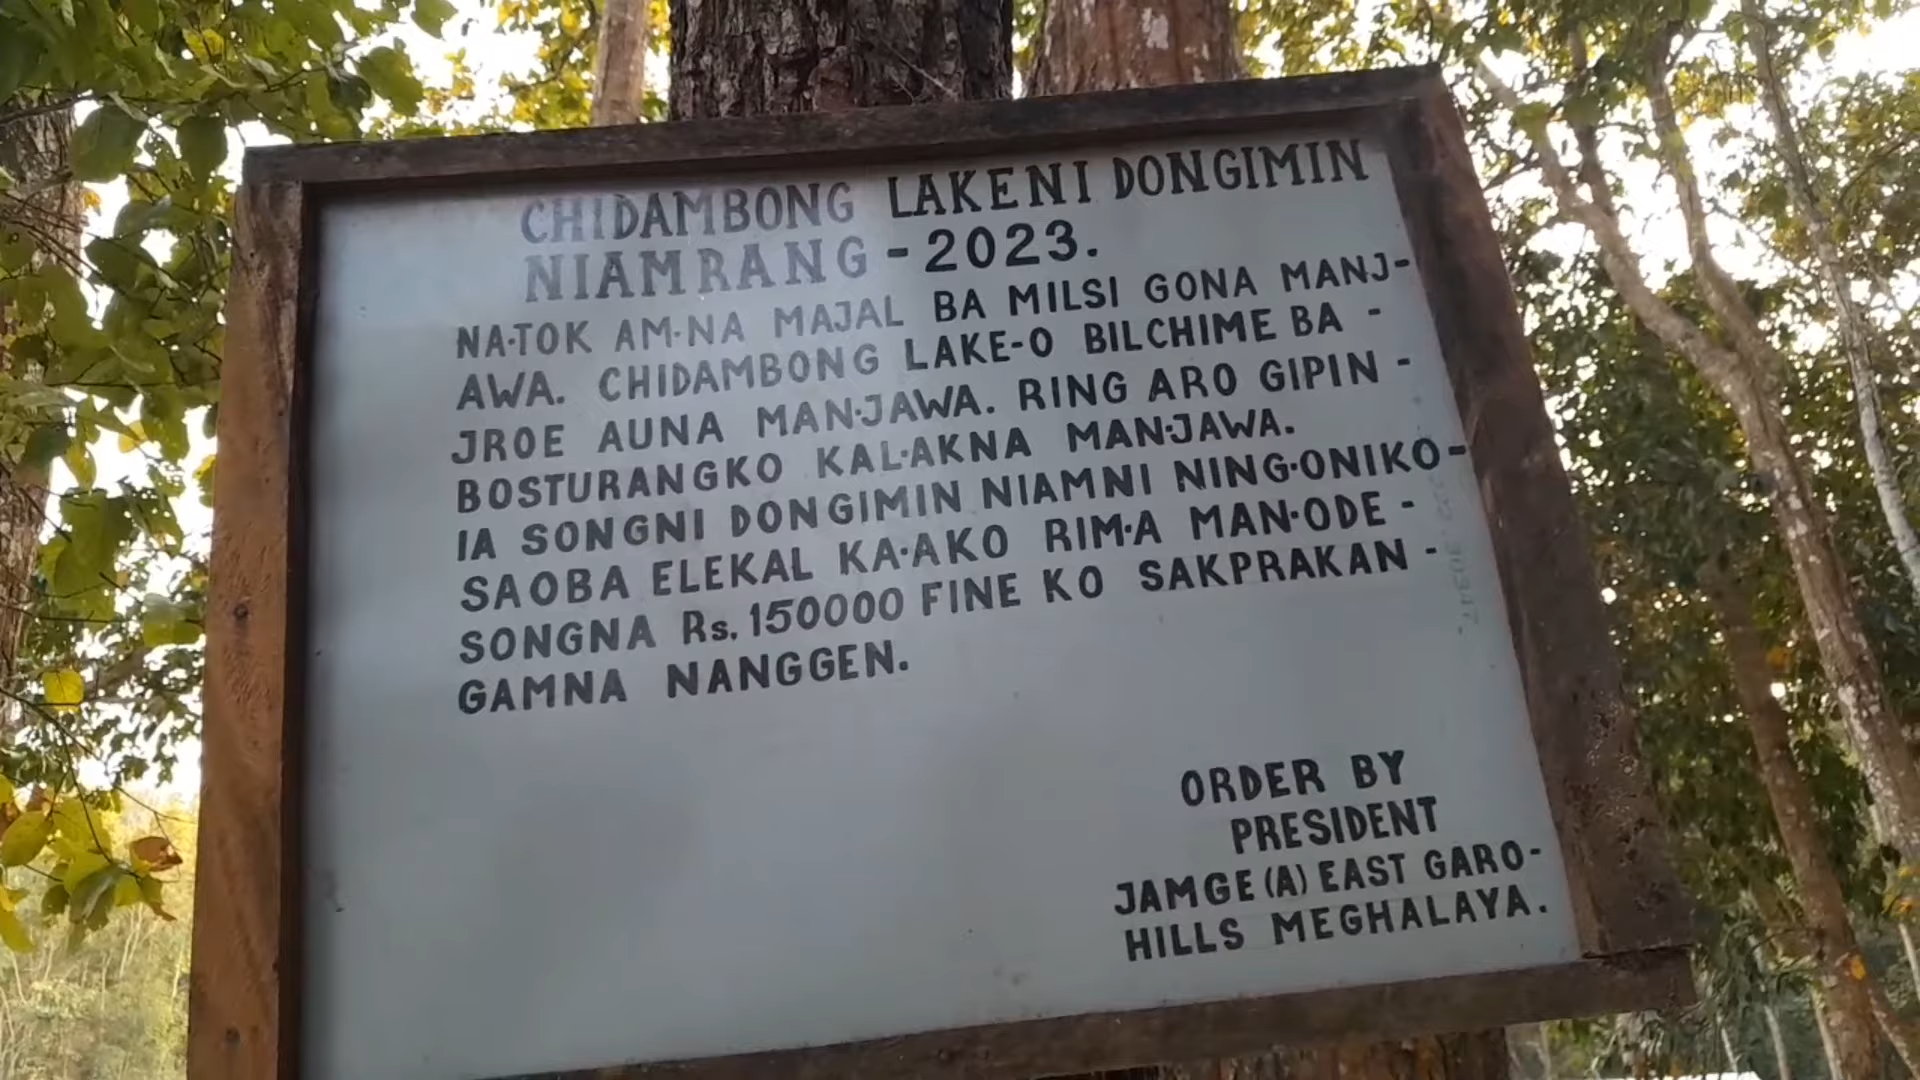 CHIDAMBONG LAKENI DONGIMIN
NIAMRANG - 2023.
NA·TOK AM·NA MAJAL BA MILSI GONA MANJ-
AWA. CHIDAMBONG LAKE-O BILCHIME BA -
JROE AUNA MAN·JAWA. RING ARO GIPIN -
BOSTURANGKO KAL·AKNA MAN·JAWA.
IA SONGNI DONGIMIN NIAMNI NING·ONIKO-
SAOBA ELEKAL KA·AKO RIM·A MAN·ODE -
SONGNA Rs. 150000 FINE KO SAKPRAKAN -
GAMNA NANGGEN.
ORDER BY
PRESIDENT
JAMGE (A) EAST GARO-
HILLS MEGHALAYA.